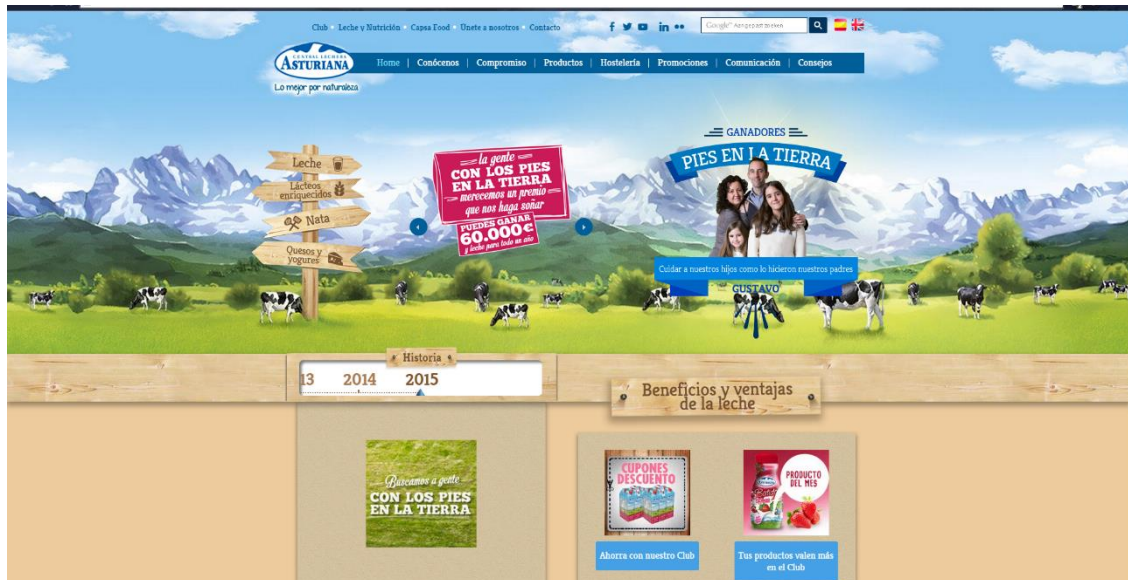 Club • Leche y Nutrición • Capsa Food • Únete a nosotros • Contacto
Google
CENTRAL LECHERA
ASTURIANA
Lo mejor por naturaleza
Home | Conócenos | Compromiso | Productos | Hostelería | Promociones | Comunicación | Consejos
Leche
Lácteos
enriquecidos
Nata
Quesos y
yogures
la gente
CON LOS PIES
EN LA TIERRA
merecemos un premio
que nos haga soñar
PUEDES GANAR
60.000€
y leche para todo un año
GANADORES
PIES EN LA TIERRA
Cuidar a nuestros hijos como lo hicieron nuestros padres
GUSTAVO
Historia
13 2014 2015
Beneficios y ventajas
de la leche
Buscamos a gente
CON LOS PIES
EN LA TIERRA
CUPONES
DESCUENTO
Ahorra con nuestro Club
PRODUCTO
DEL MES
Tus productos valen más
en el Club